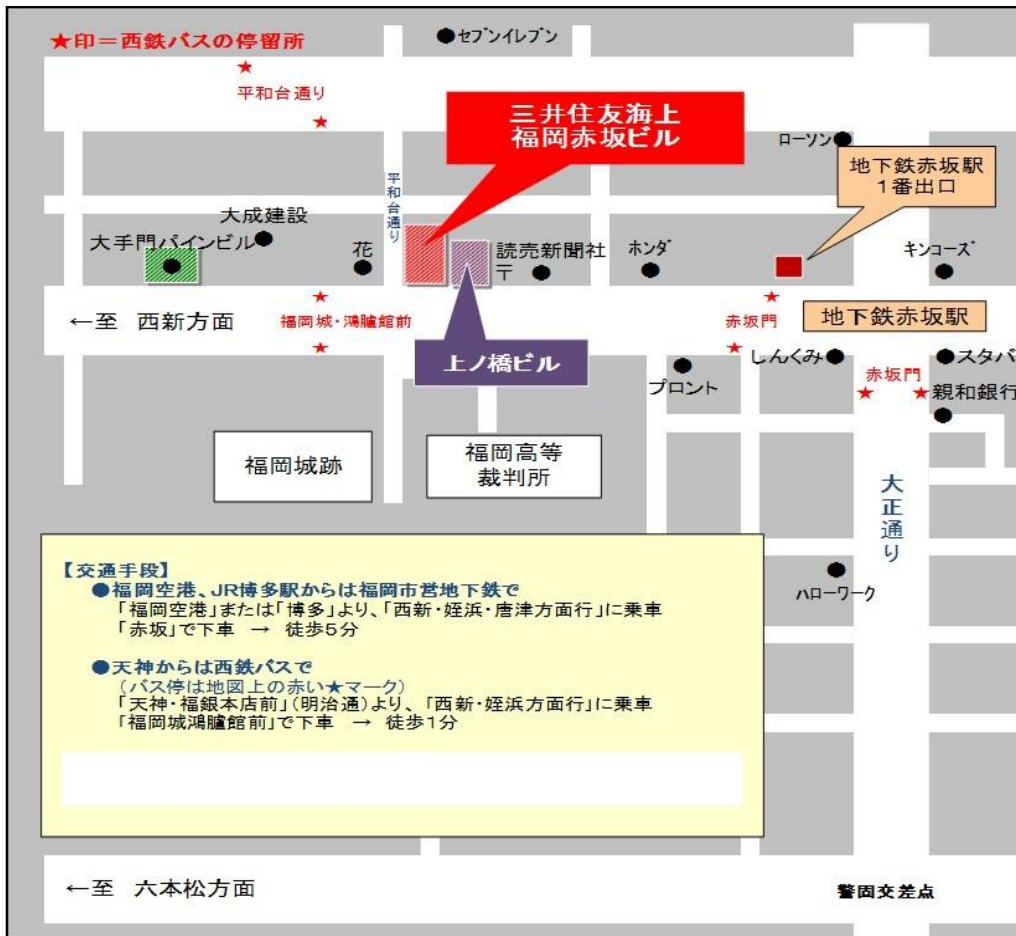 ★印＝西鉄バスの停留所
●セブンイレブン
平和台通り
三井住友海上
福岡赤坂ビル
ローソン
地下鉄赤坂駅
1番出口
平和台通り
大成建設
大手門パインビル
花
読売新聞社
〒
ホンダ
キンコーズ
←至 西新方面
福岡城・鴻臚館前
赤坂門
地下鉄赤坂駅
上ノ橋ビル
プロント
しんくみ
スタバ
赤坂門
親和銀行
福岡城跡
福岡高等
裁判所
大正通り
【交通手段】
●福岡空港、JR博多駅からは福岡市営地下鉄で
「福岡空港」または「博多」より、「西新・姪浜・唐津方面行」に乗車
「赤坂」で下車 → 徒歩5分
●天神からは西鉄バスで
（バス停は地図上の赤い★マーク）
「天神・福銀本店前」(明治通)より、「西新・姪浜方面行」に乗車
「福岡城鴻臚館前」で下車 → 徒歩1分
ハローワーク
←至 六本松方面
警固交差点